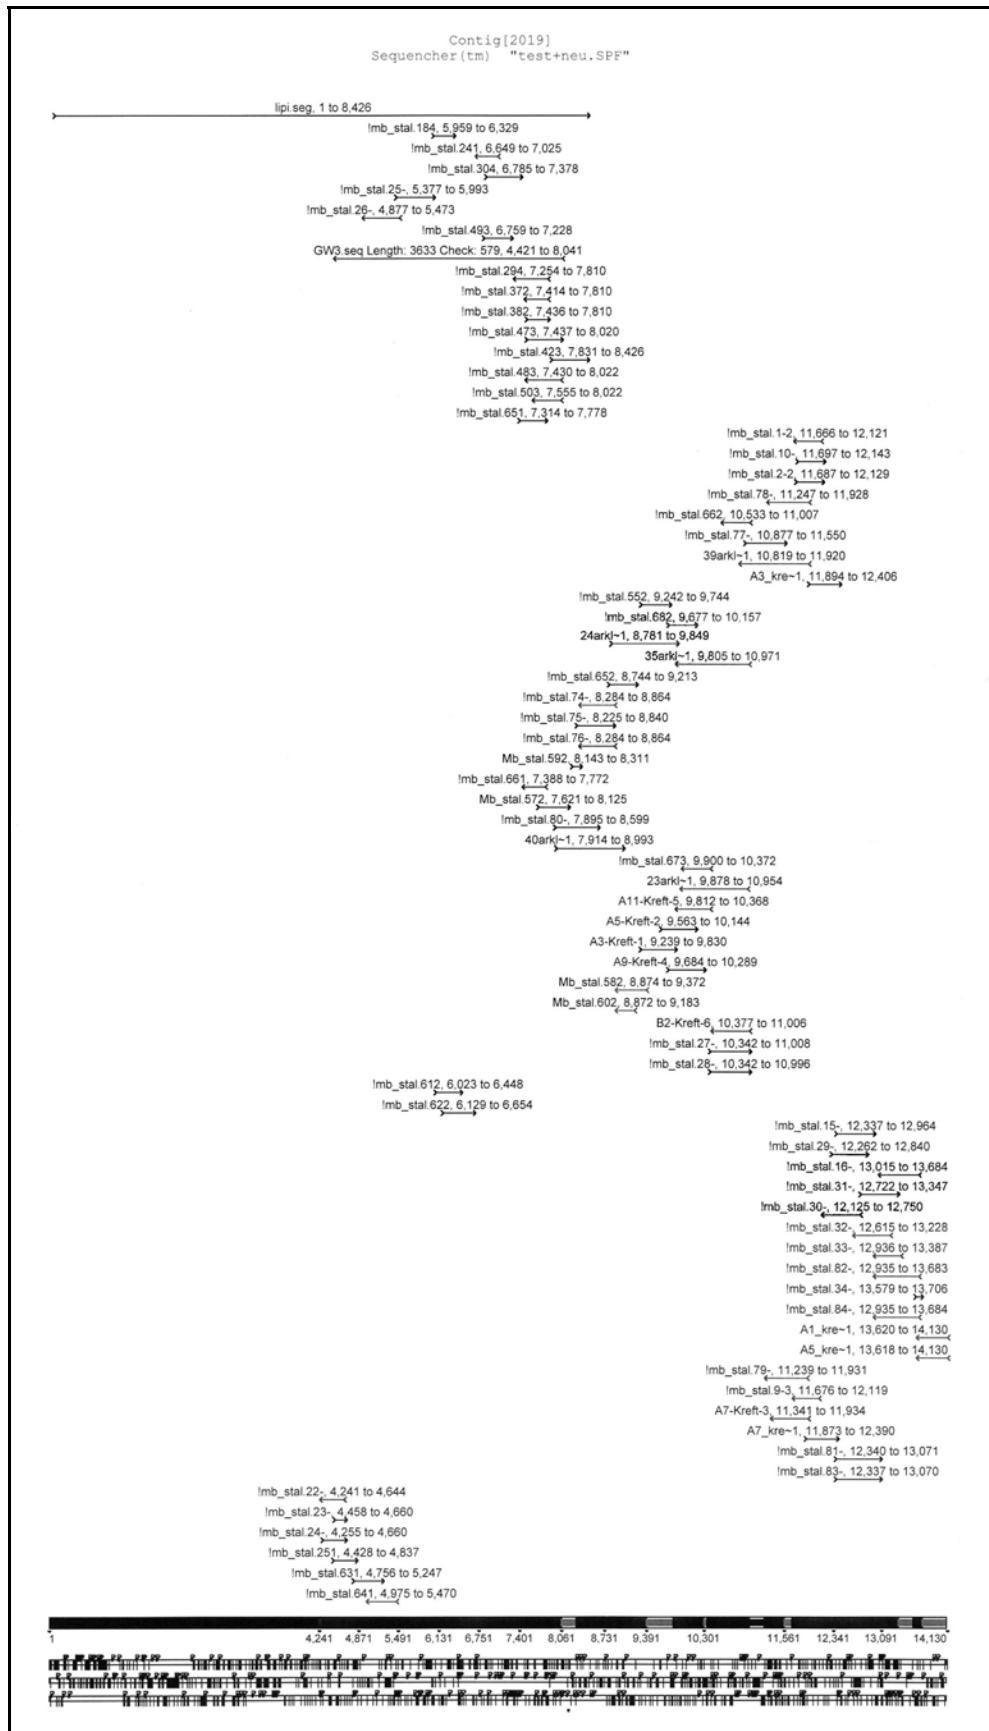 Contig[2019]
Sequencher(tm) "test+neu.SPF"
lipi.seg, 1 to 8,426
!mb_stal.184, 5,959 to 6,329
!mb_stal.241, 6,649 to 7,025
!mb_stal.304, 6,785 to 7,378
!mb_stal.25-, 5,377 to 5,993
!mb_stal.26-, 4,877 to 5,473
!mb_stal.493, 6,759 to 7,228
GW3.seq Length: 3633 Check: 579, 4,421 to 8,041
!mb_stal.294, 7,254 to 7,810
!mb_stal.372, 7,414 to 7,810
!mb_stal.382, 7,436 to 7,810
!mb_stal.473, 7,437 to 8,020
!mb_stal.423, 7,831 to 8,426
!mb_stal.483, 7,430 to 8,022
!mb_stal.503, 7,555 to 8,022
!mb_stal.651, 7,314 to 7,778
!mb_stal.1-2, 11,666 to 12,121
!mb_stal.10-, 11,697 to 12,143
!mb_stal.2-2, 11,687 to 12,129
!mb_stal.78-, 11,247 to 11,928
!mb_stal.662, 10,533 to 11,007
!mb_stal.77-, 10,877 to 11,550
39arkl~1, 10,819 to 11,920
A3_kre~1, 11,894 to 12,406
!mb_stal.552, 9,242 to 9,744
!mb_stal.682, 9,677 to 10,157
24arkl~1, 8,781 to 9,849
35arkl~1, 9,805 to 10,971
!mb_stal.652, 8,744 to 9,213
!mb_stal.74-, 8,284 to 8,864
!mb_stal.75-, 8,225 to 8,840
!mb_stal.76-, 8,284 to 8,864
Mb_stal.592, 8,143 to 8,311
!mb_stal.661, 7,388 to 7,772
Mb_stal.572, 7,621 to 8,125
!mb_stal.80-, 7,895 to 8,599
40arkl~1, 7,914 to 8,993
!mb_stal.673, 9,900 to 10,372
23arkl~1, 9,878 to 10,954
A11-Kreft-5, 9,812 to 10,368
A5-Kreft-2, 9,563 to 10,144
A3-Kreft-1, 9,239 to 9,830
A9-Kreft-4, 9,684 to 10,289
Mb_stal.582, 8,874 to 9,372
Mb_stal.602, 8,872 to 9,183
B2-Kreft-6, 10,377 to 11,006
!mb_stal.27-, 10,342 to 11,008
!mb_stal.28-, 10,342 to 10,996
!mb_stal.612, 6,023 to 6,448
!mb_stal.622, 6,129 to 6,654
!mb_stal.15-, 12,337 to 12,964
!mb_stal.29-, 12,262 to 12,840
!mb_stal.16-, 13,015 to 13,684
!mb_stal.31-, 12,722 to 13,347
!mb_stal.30-, 12,125 to 12,750
!mb_stal.32-, 12,615 to 13,228
!mb_stal.33-, 12,936 to 13,387
!mb_stal.82-, 12,935 to 13,683
!mb_stal.34-, 13,579 to 13,706
!mb_stal.84-, 12,935 to 13,684
A1_kre~1, 13,620 to 14,130
A5_kre~1, 13,618 to 14,130
!mb_stal.79-, 11,239 to 11,931
!mb_stal.9-3, 11,676 to 12,119
A7-Kreft-3, 11,341 to 11,934
A7_kre~1, 11,873 to 12,390
!mb_stal.81-, 12,340 to 13,071
!mb_stal.83-, 12,337 to 13,070
!mb_stal.22-, 4,241 to 4,644
!mb_stal.23-, 4,458 to 4,660
!mb_stal.24-, 4,255 to 4,660
!mb_stal.251, 4,428 to 4,837
!mb_stal.631, 4,756 to 5,247
!mb_stal.641, 4,975 to 5,470
1 4,241 4,871 5,491 6,131 6,751 7,401 8,061 8,731 9,391 10,301 11,561 12,341 13,091 14,130